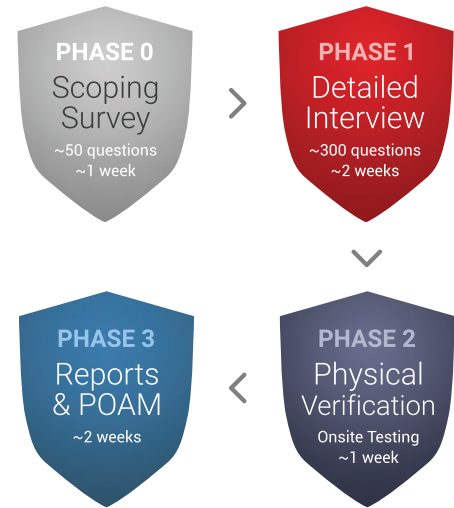 PHASE 0
Scoping
Survey
~50 questions
~1 week
PHASE 1
Detailed
Interview
~300 questions
~2 weeks
PHASE 2
Physical
Verification
Onsite Testing
~1 week
PHASE 3
Reports
& POAM
~2 weeks